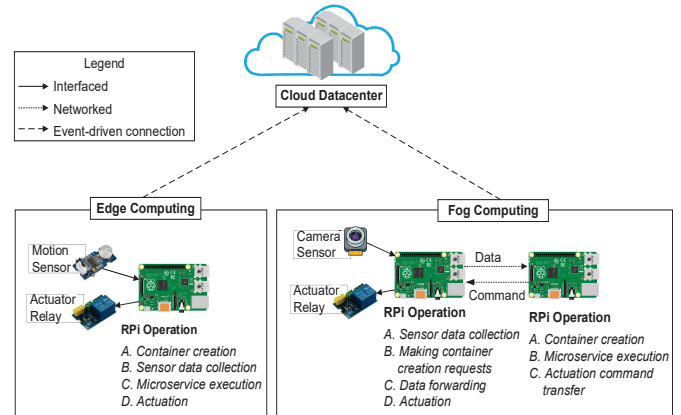 Legend
Interfaced
Networked
Event-driven connection
Cloud Datacenter
Edge Computing
Motion
Sensor
Actuator
Relay
RPi Operation
A. Container creation
B. Sensor data collection
C. Microservice execution
D. Actuation
Fog Computing
Camera
Sensor
Actuator
Relay
Data
Command
RPi Operation
A. Sensor data collection
B. Making container
creation requests
C. Data forwarding
D. Actuation
RPi Operation
A. Container creation
B. Microservice execution
C. Actuation command
transfer